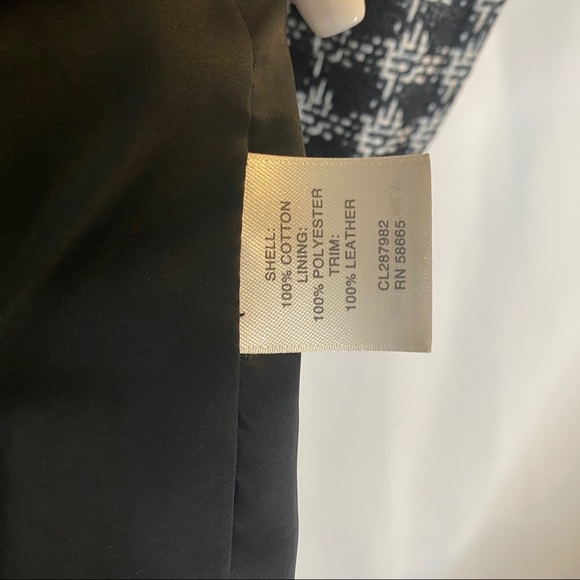 SHELL:
100% COTTON
LINING:
100% POLYESTER
TRIM:
100% LEATHER
CL287982
RN 58665